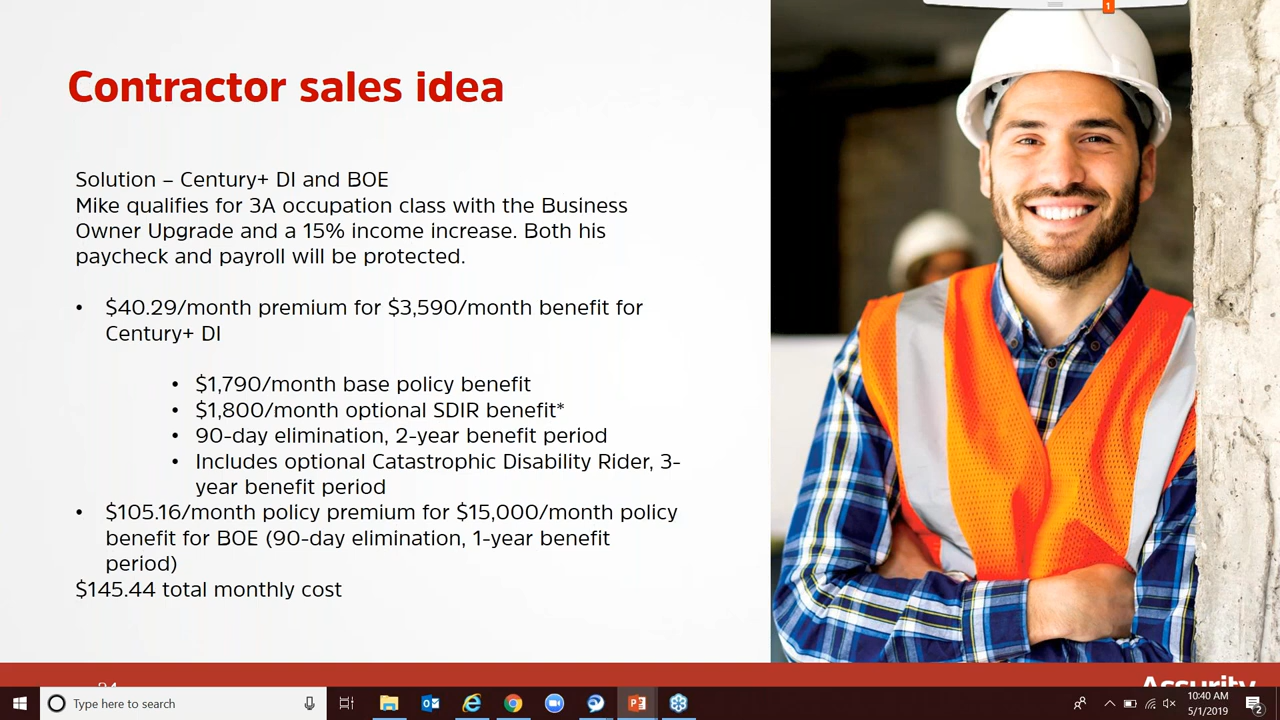 1
Contractor sales idea
Solution – Century+ DI and BOE
Mike qualifies for 3A occupation class with the Business
Owner Upgrade and a 15% income increase. Both his
paycheck and payroll will be protected.
• $40.29/month premium for $3,590/month benefit for
Century+ DI
• $1,790/month base policy benefit
• $1,800/month optional SDIR benefit*
• 90-day elimination, 2-year benefit period
• Includes optional Catastrophic Disability Rider, 3-
year benefit period
• $105.16/month policy premium for $15,000/month policy
benefit for BOE (90-day elimination, 1-year benefit
period)
$145.44 total monthly cost
Assurity
Type here to search
10:40 AM
5/1/2019
2